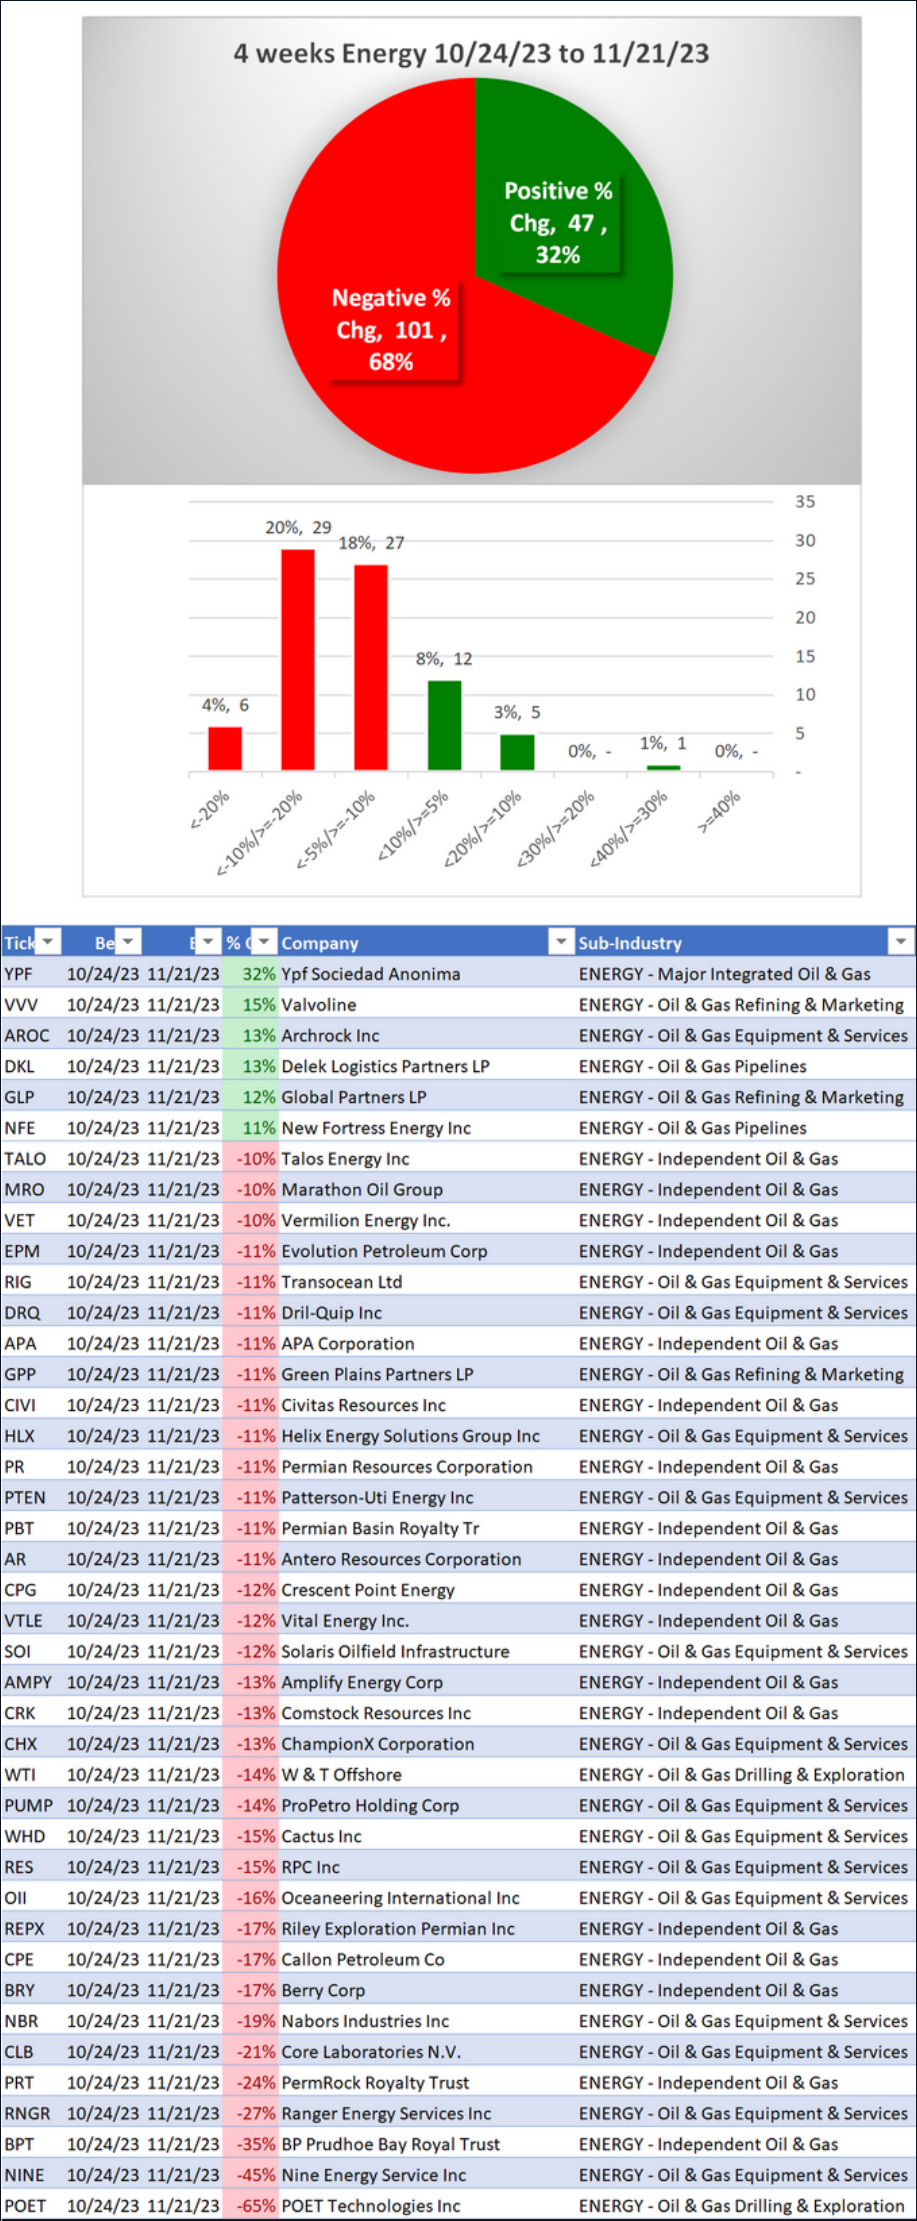 4 weeks Energy 10/24/23 to 11/21/23
Positive %
Chg, 47 ,
32%
Negative %
Chg, 101 ,
68%
35
30
25
20
15
10
5
-
4%, 6
20%, 29
18%, 27
8%, 12
3%, 5
0%, -
1%, 1
0%, -
<-20%
<-10%/>=-20%
<-5%/>=-10%
<10%/>=5%
<20%/>=10%
<30%/>=20%
<40%/>=30%
>=40%
Tick Be E % C Company Sub-Industry
YPF 10/24/23 11/21/23 32% Ypf Sociedad Anonima ENERGY - Major Integrated Oil & Gas
VVV 10/24/23 11/21/23 15% Valvoline ENERGY - Oil & Gas Refining & Marketing
AROC 10/24/23 11/21/23 13% Archrock Inc ENERGY - Oil & Gas Equipment & Services
DKL 10/24/23 11/21/23 13% Delek Logistics Partners LP ENERGY - Oil & Gas Pipelines
GLP 10/24/23 11/21/23 12% Global Partners LP ENERGY - Oil & Gas Refining & Marketing
NFE 10/24/23 11/21/23 11% New Fortress Energy Inc ENERGY - Oil & Gas Pipelines
TALO 10/24/23 11/21/23 -10% Talos Energy Inc ENERGY - Independent Oil & Gas
MRO 10/24/23 11/21/23 -10% Marathon Oil Group ENERGY - Independent Oil & Gas
VET 10/24/23 11/21/23 -10% Vermilion Energy Inc. ENERGY - Independent Oil & Gas
EPM 10/24/23 11/21/23 -11% Evolution Petroleum Corp ENERGY - Independent Oil & Gas
RIG 10/24/23 11/21/23 -11% Transocean Ltd ENERGY - Oil & Gas Equipment & Services
DRQ 10/24/23 11/21/23 -11% Dril-Quip Inc ENERGY - Oil & Gas Equipment & Services
APA 10/24/23 11/21/23 -11% APA Corporation ENERGY - Independent Oil & Gas
GPP 10/24/23 11/21/23 -11% Green Plains Partners LP ENERGY - Oil & Gas Refining & Marketing
CIVI 10/24/23 11/21/23 -11% Civitas Resources Inc ENERGY - Independent Oil & Gas
HLX 10/24/23 11/21/23 -11% Helix Energy Solutions Group Inc ENERGY - Oil & Gas Equipment & Services
PR 10/24/23 11/21/23 -11% Permian Resources Corporation ENERGY - Independent Oil & Gas
PTEN 10/24/23 11/21/23 -11% Patterson-Uti Energy Inc ENERGY - Oil & Gas Equipment & Services
PBT 10/24/23 11/21/23 -11% Permian Basin Royalty Tr ENERGY - Independent Oil & Gas
AR 10/24/23 11/21/23 -11% Antero Resources Corporation ENERGY - Independent Oil & Gas
CPG 10/24/23 11/21/23 -12% Crescent Point Energy ENERGY - Independent Oil & Gas
VTLE 10/24/23 11/21/23 -12% Vital Energy Inc. ENERGY - Independent Oil & Gas
SOI 10/24/23 11/21/23 -12% Solaris Oilfield Infrastructure ENERGY - Oil & Gas Equipment & Services
AMPY 10/24/23 11/21/23 -13% Amplify Energy Corp ENERGY - Independent Oil & Gas
CRK 10/24/23 11/21/23 -13% Comstock Resources Inc ENERGY - Independent Oil & Gas
CHX 10/24/23 11/21/23 -13% ChampionX Corporation ENERGY - Oil & Gas Equipment & Services
WTI 10/24/23 11/21/23 -14% W & T Offshore ENERGY - Oil & Gas Drilling & Exploration
PUMP 10/24/23 11/21/23 -14% ProPetro Holding Corp ENERGY - Oil & Gas Equipment & Services
WHD 10/24/23 11/21/23 -15% Cactus Inc ENERGY - Oil & Gas Equipment & Services
RES 10/24/23 11/21/23 -15% RPC Inc ENERGY - Oil & Gas Equipment & Services
OII 10/24/23 11/21/23 -16% Oceaneering International Inc ENERGY - Oil & Gas Equipment & Services
REPX 10/24/23 11/21/23 -17% Riley Exploration Permian Inc ENERGY - Independent Oil & Gas
CPE 10/24/23 11/21/23 -17% Callon Petroleum Co ENERGY - Independent Oil & Gas
BRY 10/24/23 11/21/23 -17% Berry Corp ENERGY - Independent Oil & Gas
NBR 10/24/23 11/21/23 -19% Nabors Industries Inc ENERGY - Oil & Gas Equipment & Services
CLB 10/24/23 11/21/23 -21% Core Laboratories N.V. ENERGY - Oil & Gas Equipment & Services
PRT 10/24/23 11/21/23 -24% PermRock Royalty Trust ENERGY - Independent Oil & Gas
RNGR 10/24/23 11/21/23 -27% Ranger Energy Services Inc ENERGY - Oil & Gas Equipment & Services
BPT 10/24/23 11/21/23 -35% BP Prudhoe Bay Royal Trust ENERGY - Independent Oil & Gas
NINE 10/24/23 11/21/23 -45% Nine Energy Service Inc ENERGY - Oil & Gas Equipment & Services
POET 10/24/23 11/21/23 -65% POET Technologies Inc ENERGY - Oil & Gas Drilling & Exploration